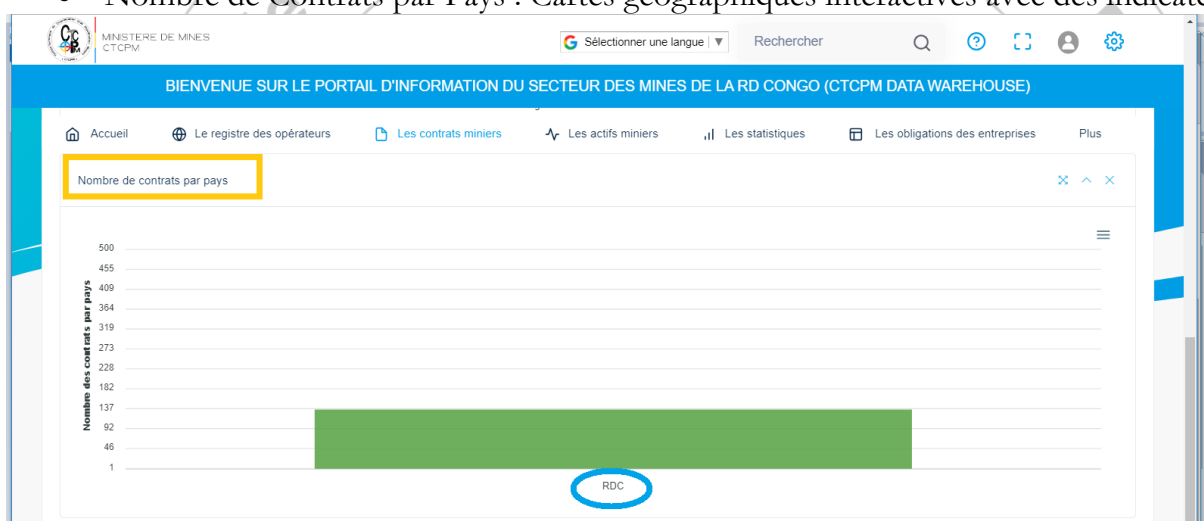 • Nombre de Contrats par Pays : Cartes géographiques interactives avec des indicate
MINISTERE DE MINES
CTCPM
Sélectionner une langue ▼
Rechercher
BIENVENUE SUR LE PORTAIL D'INFORMATION DU SECTEUR DES MINES DE LA RD CONGO (CTCPM DATA WAREHOUSE)
Accueil
Le registre des opérateurs
Les contrats miniers
Les actifs miniers
Les statistiques
Les obligations des entreprises
Plus
Nombre de contrats par pays
Nombre des contrats par pays
500
455
409
364
319
273
228
182
137
92
46
1
RDC